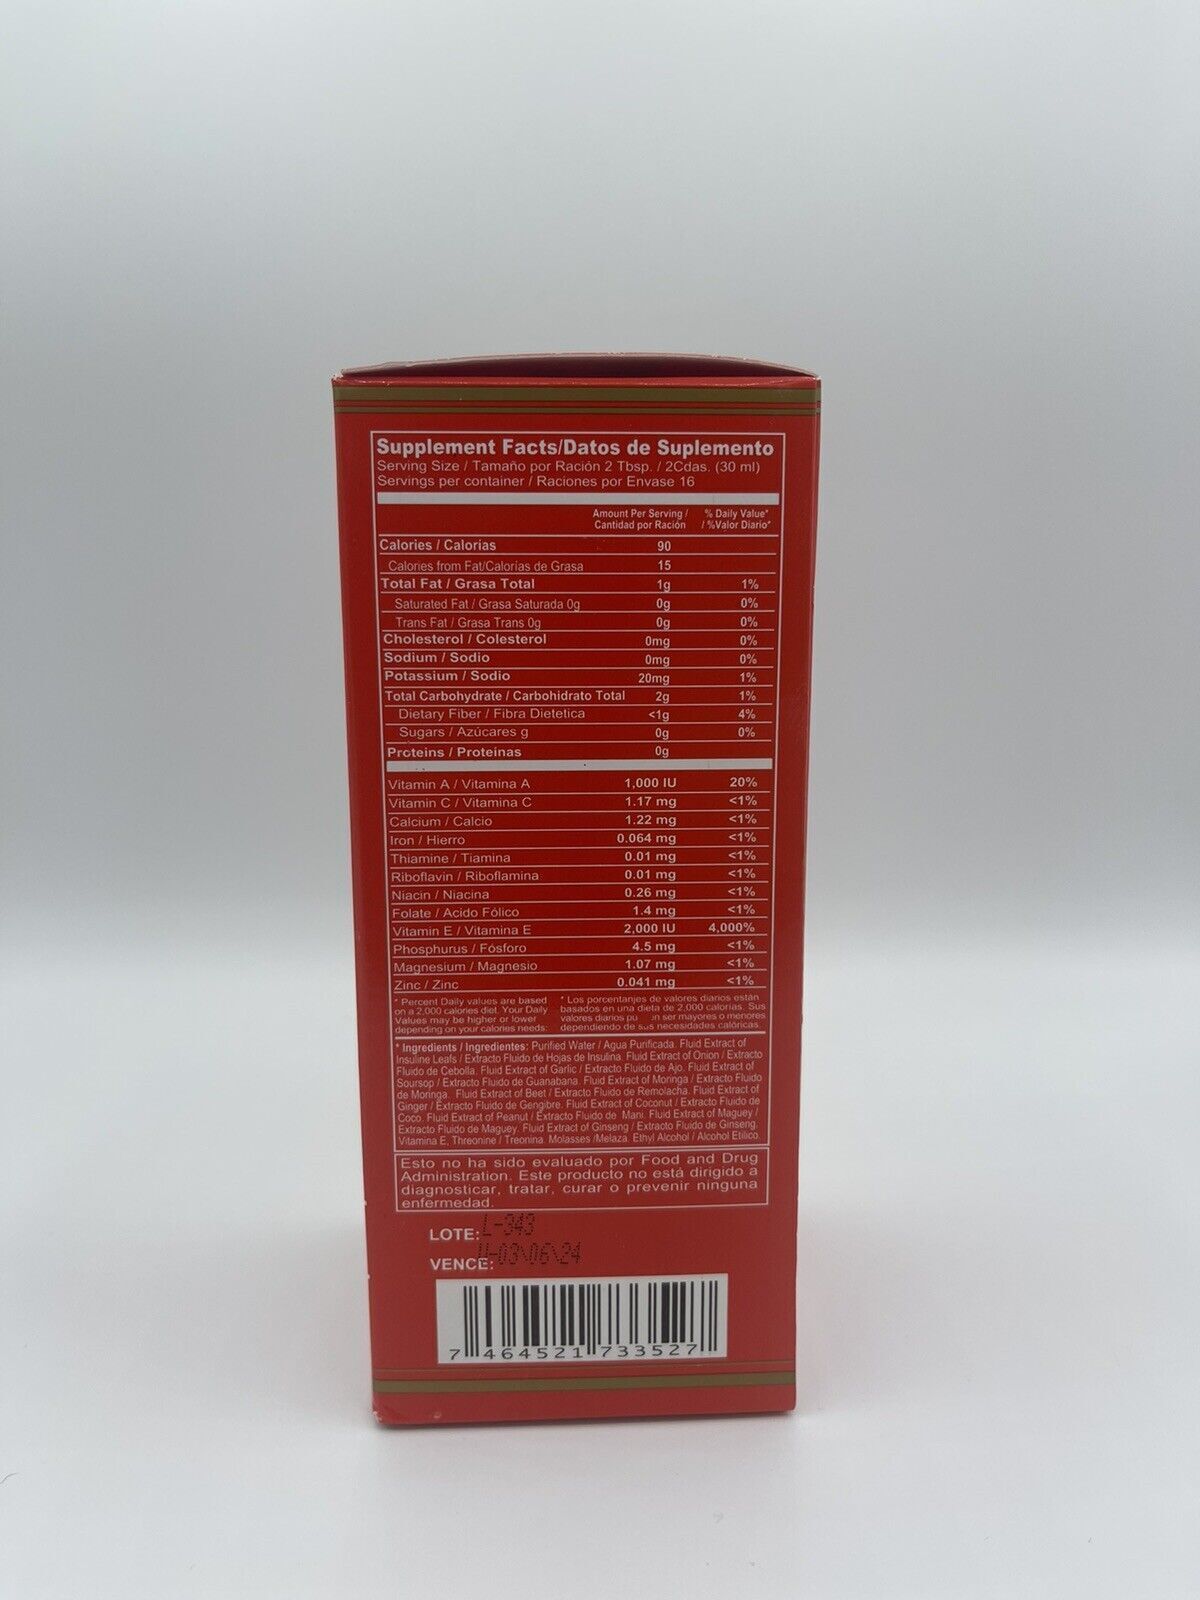 Supplement Facts/Datos de Suplemento
Serving Size / Tamaño por Ración 2 Tbsp. / 2Cdas. (30 ml)
Servings per container / Raciones por Envase 16
Amount Per Serving / % Daily Value*
Cantidad por Ración / %Valor Diario*
Calories / Calorías 90
Calories from Fat/Calorías de Grasa 15
Total Fat / Grasa Total 1g 1%
Saturated Fat / Grasa Saturada 0g 0g 0%
Trans Fat / Grasa Trans 0g 0g 0%
Cholesterol / Colesterol 0mg 0%
Sodium / Sodio 0mg 0%
Potassium / Sodio 20mg 1%
Total Carbohydrate / Carbohidrato Total 2g 1%
Dietary Fiber / Fibra Dietetica <1g 4%
Sugars / Azúcares g 0g 0%
Proteins / Proteínas 0g
Vitamin A / Vitamina A 1,000 IU 20%
Vitamin C / Vitamina C 1.17 mg <1%
Calcium / Calcio 1.22 mg <1%
Iron / Hierro 0.064 mg <1%
Thiamine / Tiamina 0.01 mg <1%
Riboflavin / Riboflamina 0.01 mg <1%
Niacin / Niacina 0.26 mg <1%
Folate / Acido Fólico 1.4 mg <1%
Vitamin E / Vitamina E 2,000 IU 4,000%
Phosphurus / Fósforo 4.5 mg <1%
Magnesium / Magnesio 1.07 mg <1%
Zinc / Zinc 0.041 mg <1%
* Percent Daily values are based
on a 2,000 calories diet. Your Daily
Values may be higher or lower
depending on your calories needs:
* Los porcentanjes de valores diarios están
basados en una dieta de 2,000 calorías. Sus
valores diarios ser mayores o menores
dependiendo de sus necesidades calóricas.
* Ingredients / Ingredientes: Purified Water / Agua Purificada. Fluid Extract of
Insuline Leafs / Extracto Fluido de Hojas de Insulina. Fluid Extract of Onion / Extracto
Fluido de Cebolla. Fluid Extract of Garlic / Extracto Fluido de Ajo. Fluid Extract of
Soursop / Extracto Fluido de Guanabana. Fluid Extract of Moringa / Extracto Fluido
de Moringa. Fluid Extract of Beet / Extracto Fluido de Remolacha. Fluid Extract of
Ginger / Extracto Fluido de Gengibre. Fluid Extract of Coconut / Extracto Fluido de
Coco. Fluid Extract of Peanut / Extracto Fluido de Mani. Fluid Extract of Maguey /
Extracto Fluido de Maguey. Fluid Extract of Ginseng / Extracto Fluido de Ginseng.
Vitamina E, Threonine / Treonina. Molasses /Melaza. Ethyl Alcohol / Alcohol Etilico.
Esto no ha sido evaluado por Food and Drug
Administration. Este producto no está dirigido a
diagnosticar, tratar, curar o prevenir ninguna
enfermedad.
LOTE: L-343
VENCE: 03\06\24
7 464521 733527